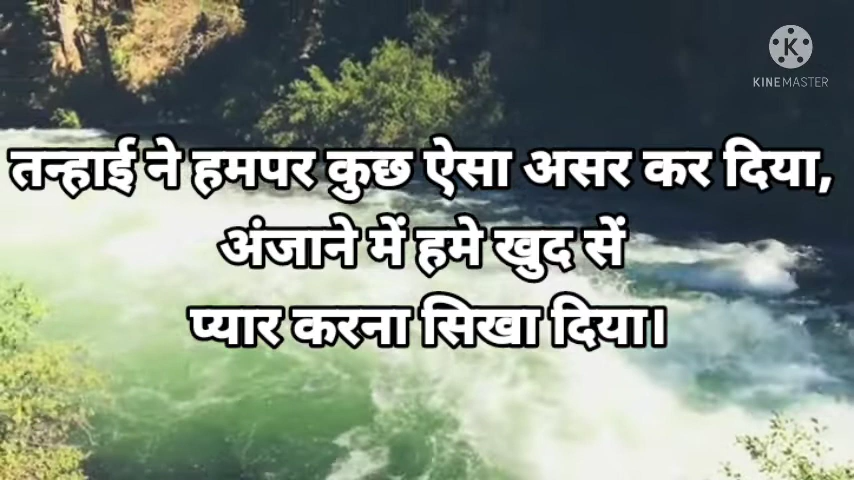 KINEMASTER
तन्हाई ने हमपर कुछ ऐसा असर कर दिया,
अंजाने में हमे खुद सें
प्यार करना सिखा दिया।